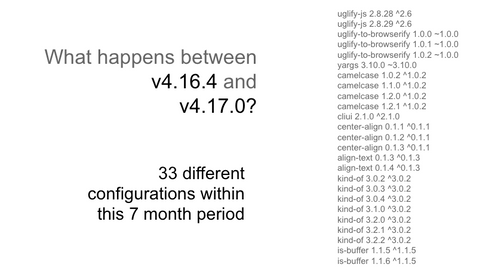 What happens between
v4.16.4 and
v4.17.0?
33 different
configurations within
this 7 month period
uglify-js 2.8.28 ^2.6
uglify-js 2.8.29 ^2.6
uglify-to-browserify 1.0.0 ~1.0.0
uglify-to-browserify 1.0.1 ~1.0.0
uglify-to-browserify 1.0.2 ~1.0.0
yargs 3.10.0 ~3.10.0
camelcase 1.0.2 ^1.0.2
camelcase 1.1.0 ^1.0.2
camelcase 1.2.0 ^1.0.2
camelcase 1.2.1 ^1.0.2
cliui 2.1.0 ^2.1.0
center-align 0.1.1 ^0.1.1
center-align 0.1.2 ^0.1.1
center-align 0.1.3 ^0.1.1
align-text 0.1.3 ^0.1.3
align-text 0.1.4 ^0.1.3
kind-of 3.0.2 ^3.0.2
kind-of 3.0.3 ^3.0.2
kind-of 3.0.4 ^3.0.2
kind-of 3.1.0 ^3.0.2
kind-of 3.2.0 ^3.0.2
kind-of 3.2.1 ^3.0.2
kind-of 3.2.2 ^3.0.2
is-buffer 1.1.5 ^1.1.5
is-buffer 1.1.6 ^1.1.5